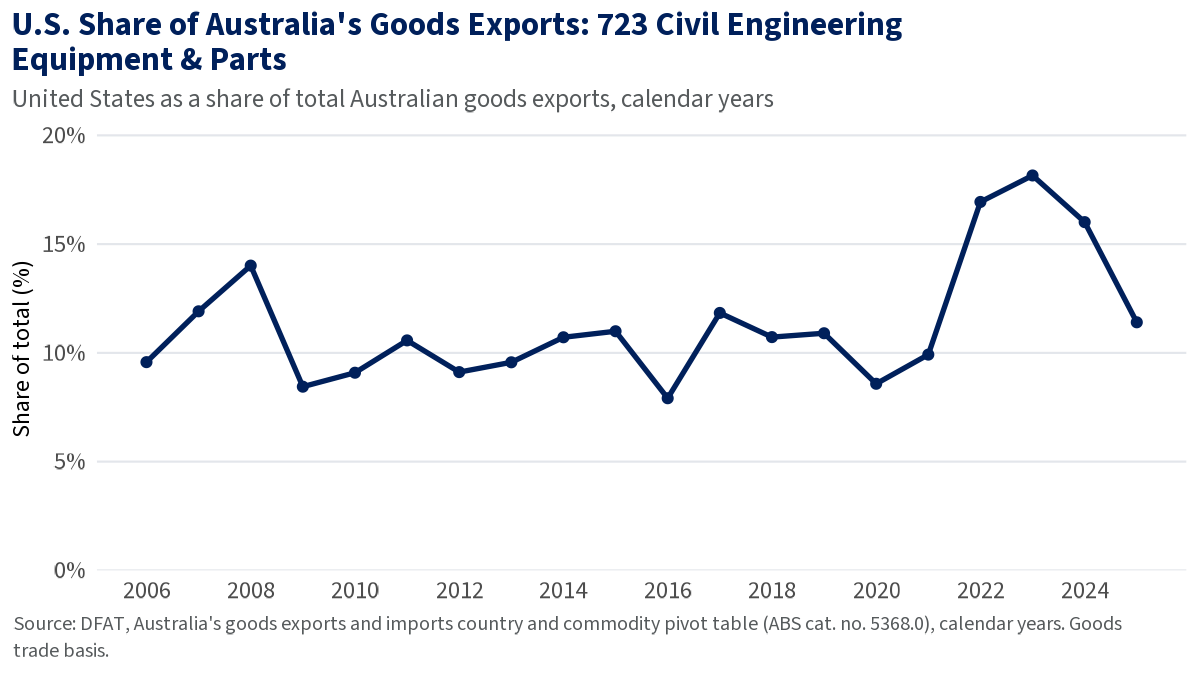 U.S. Share of Australia's Goods Exports: 723 Civil Engineering
Equipment & Parts
United States as a share of total Australian goods exports, calendar years
20%
15%
10%
5%
0%
Share of total (%)
2006 2008 2010 2012 2014 2016 2018 2020 2022 2024
Source: DFAT, Australia's goods exports and imports country and commodity pivot table (ABS cat. no. 5368.0), calendar years. Goods
trade basis.